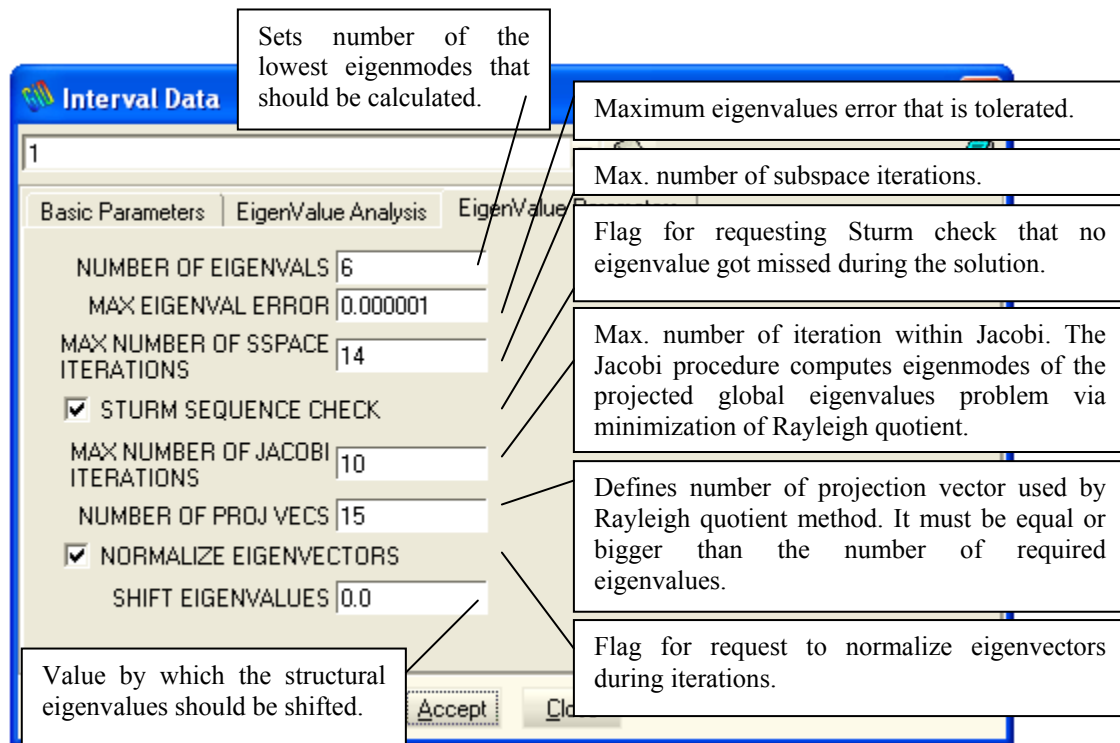 Sets number of the
lowest eigenmodes that
should be calculated.
Interval Data
Maximum eigenvalues error that is tolerated.
1
Max. number of subspace iterations.
Basic Parameters
EigenValue Analysis
EigenValue
Flag for requesting Sturm check that no
eigenvalue got missed during the solution.
NUMBER OF EIGENVALS 6
MAX EIGENVAL ERROR 0.000001
MAX NUMBER OF SSPACE
ITERATIONS
14
Max. number of iteration within Jacobi. The
Jacobi procedure computes eigenmodes of the
projected global eigenvalues problem via
minimization of Rayleigh quotient.
STURM SEQUENCE CHECK
MAX NUMBER OF JACOBI
ITERATIONS
10
Defines number of projection vector used by
Rayleigh quotient method. It must be equal or
bigger than the number of required
eigenvalues.
NUMBER OF PROJ VECS 15
NORMALIZE EIGENVECTORS
SHIFT EIGENVALUES 0.0
Flag for request to normalize eigenvectors
during iterations.
Value by which the structural
eigenvalues should be shifted.
Accept